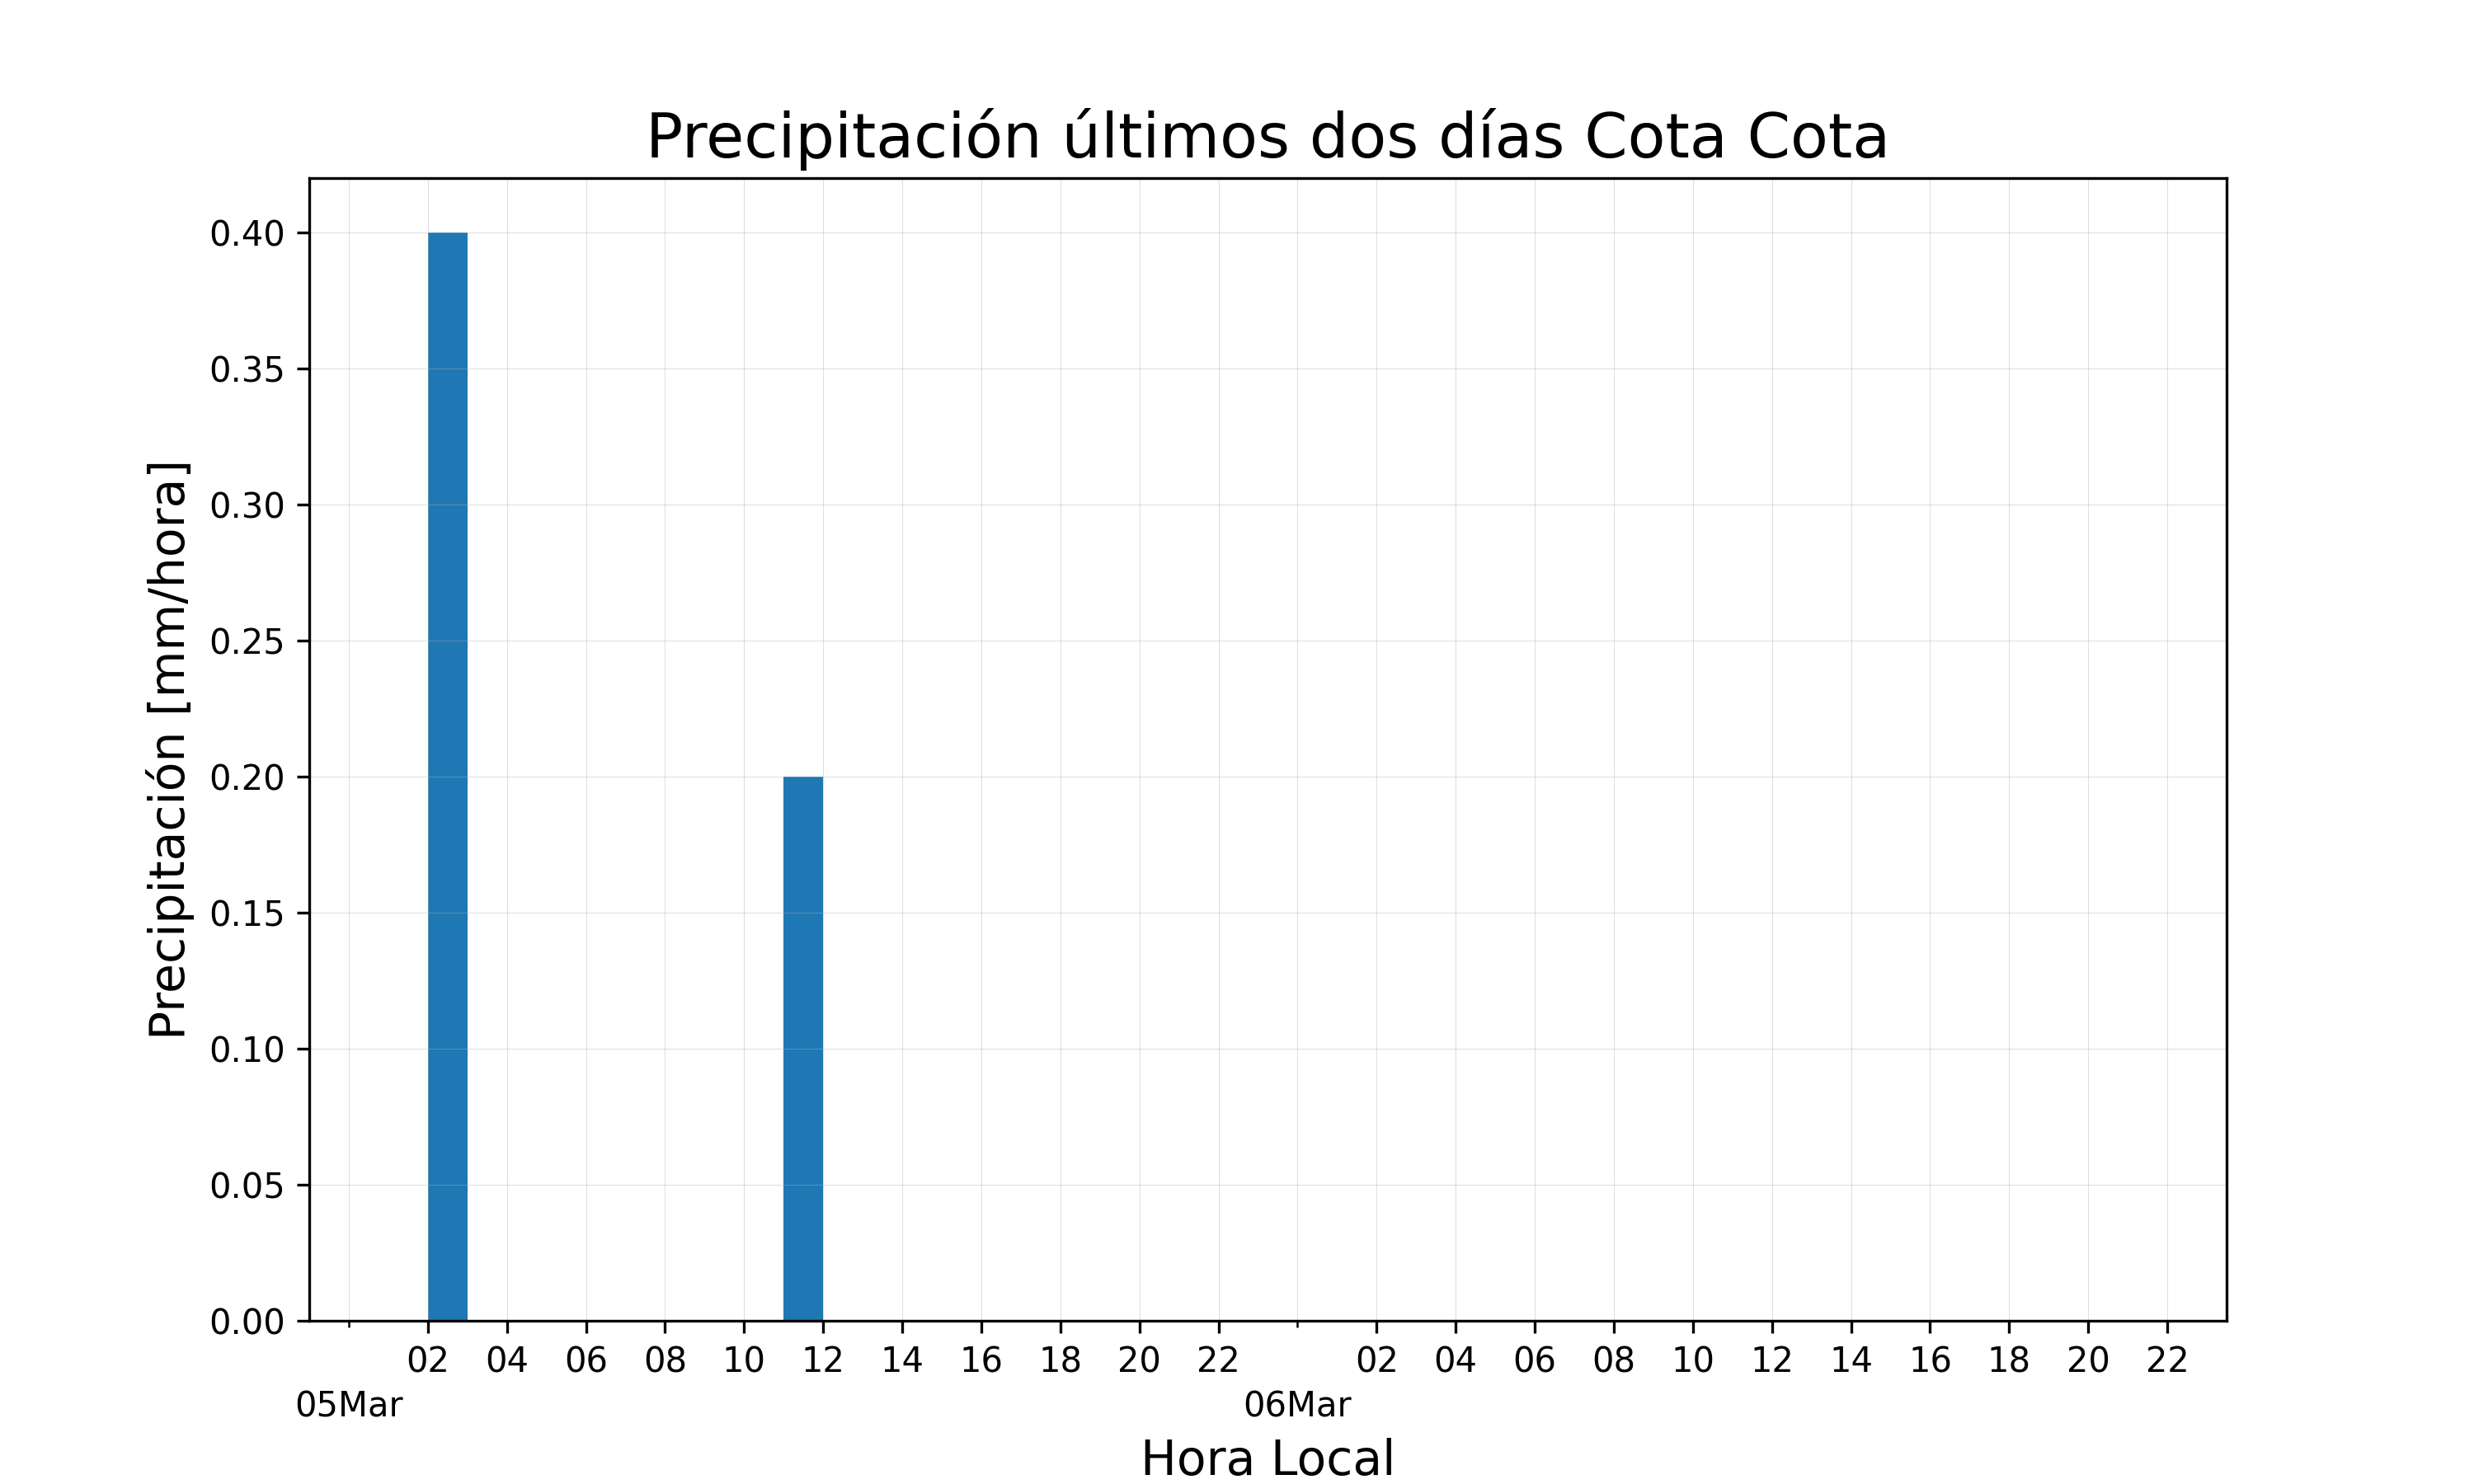 Precipitación últimos dos días Cota Cota
Precipitación [mm/hora]
0.40
0.35
0.30
0.25
0.20
0.15
0.10
0.05
0.00
02 04 06 08 10 12 14 16 18 20 22 02 04 06 08 10 12 14 16 18 20 22
05Mar 06Mar
Hora Local